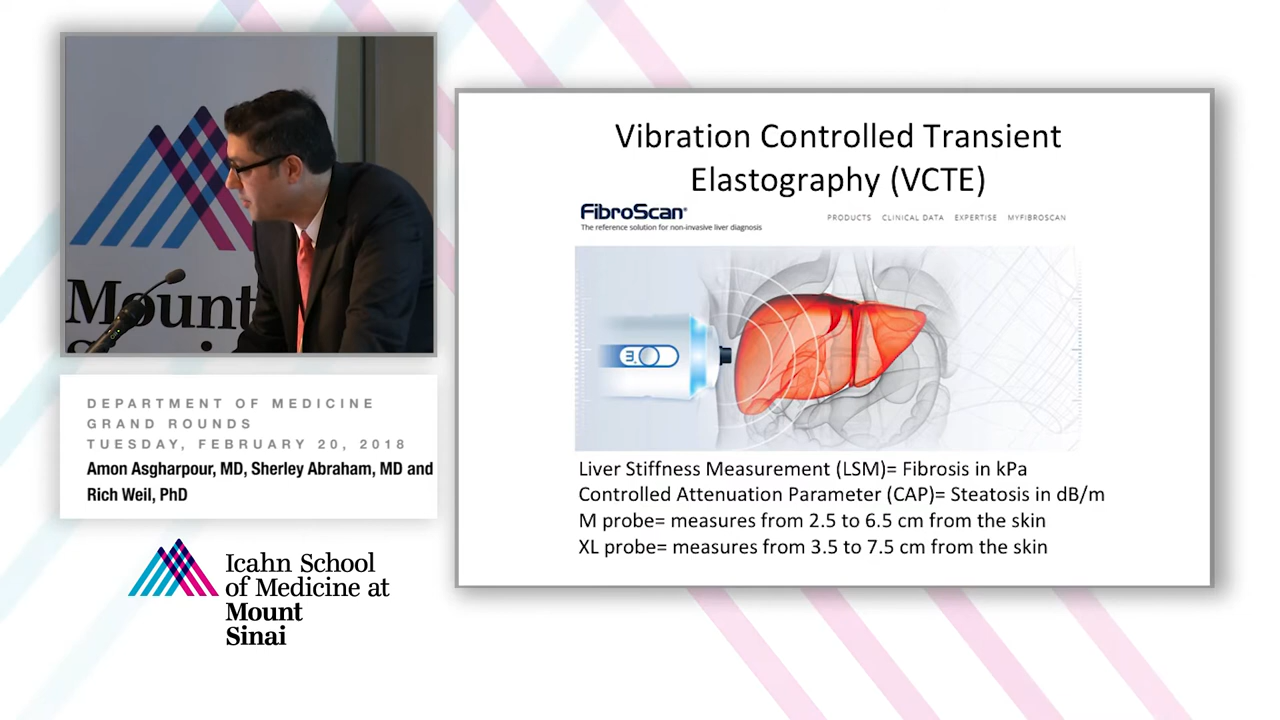 Mount
DEPARTMENT OF MEDICINE
GRAND ROUNDS
TUESDAY, FEBRUARY 20, 2018
Amon Asgharpour, MD, Sherley Abraham, MD and
Rich Weil, PhD
Icahn School
of Medicine at
Mount
Sinai
Vibration Controlled Transient
Elastography (VCTE)
FibroScan®
The reference solution for non-invasive liver diagnosis
PRODUCTS CLINICAL DATA EXPERTISE MYFIBROSCAN
Liver Stiffness Measurement (LSM)= Fibrosis in kPa
Controlled Attenuation Parameter (CAP)= Steatosis in dB/m
M probe= measures from 2.5 to 6.5 cm from the skin
XL probe= measures from 3.5 to 7.5 cm from the skin